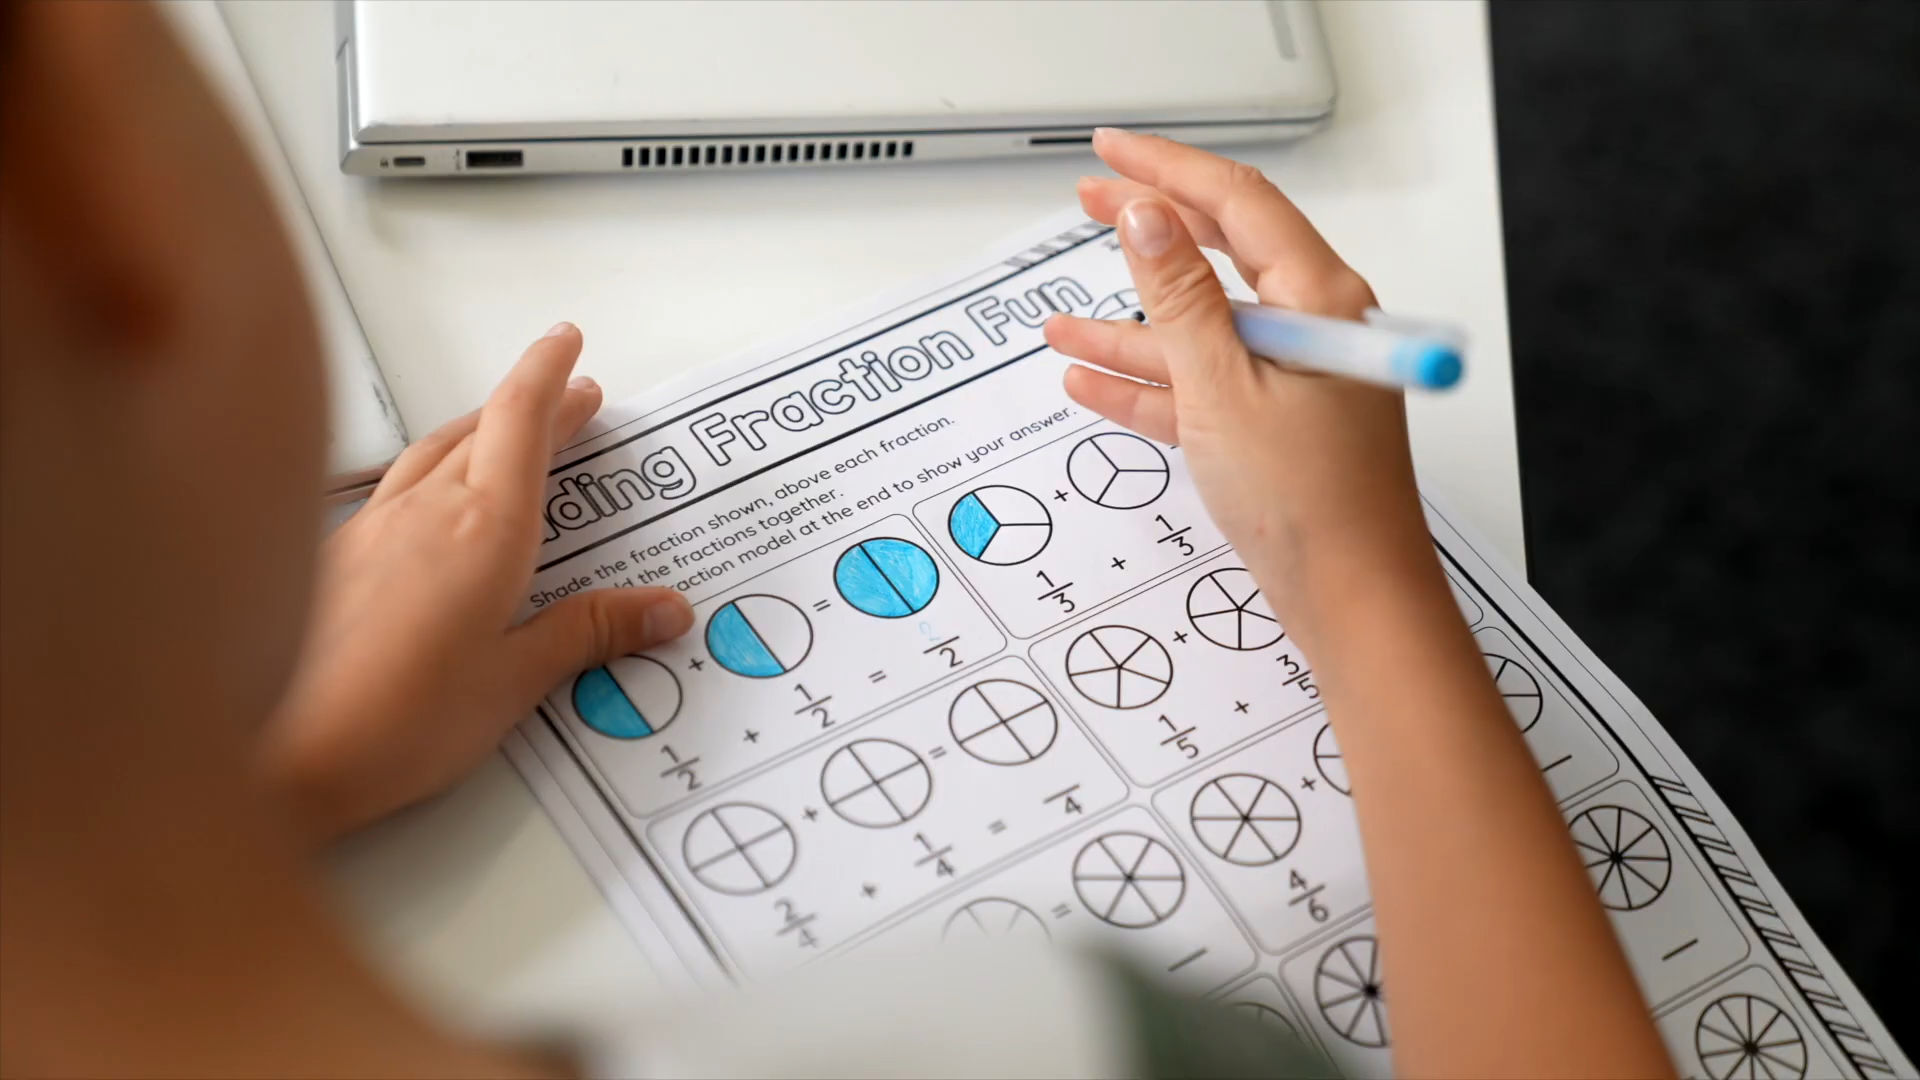 Fraction Fun
Shade the fraction shown, above each fraction.
the fractions together.
model at the end to show your answer.
+ =
1/2 + 1/2 = 2/2
+
1/3 + 1/3
+ =
2/4 + 1/4 = /4
+
1/5 + 3/5
=
+
4/6